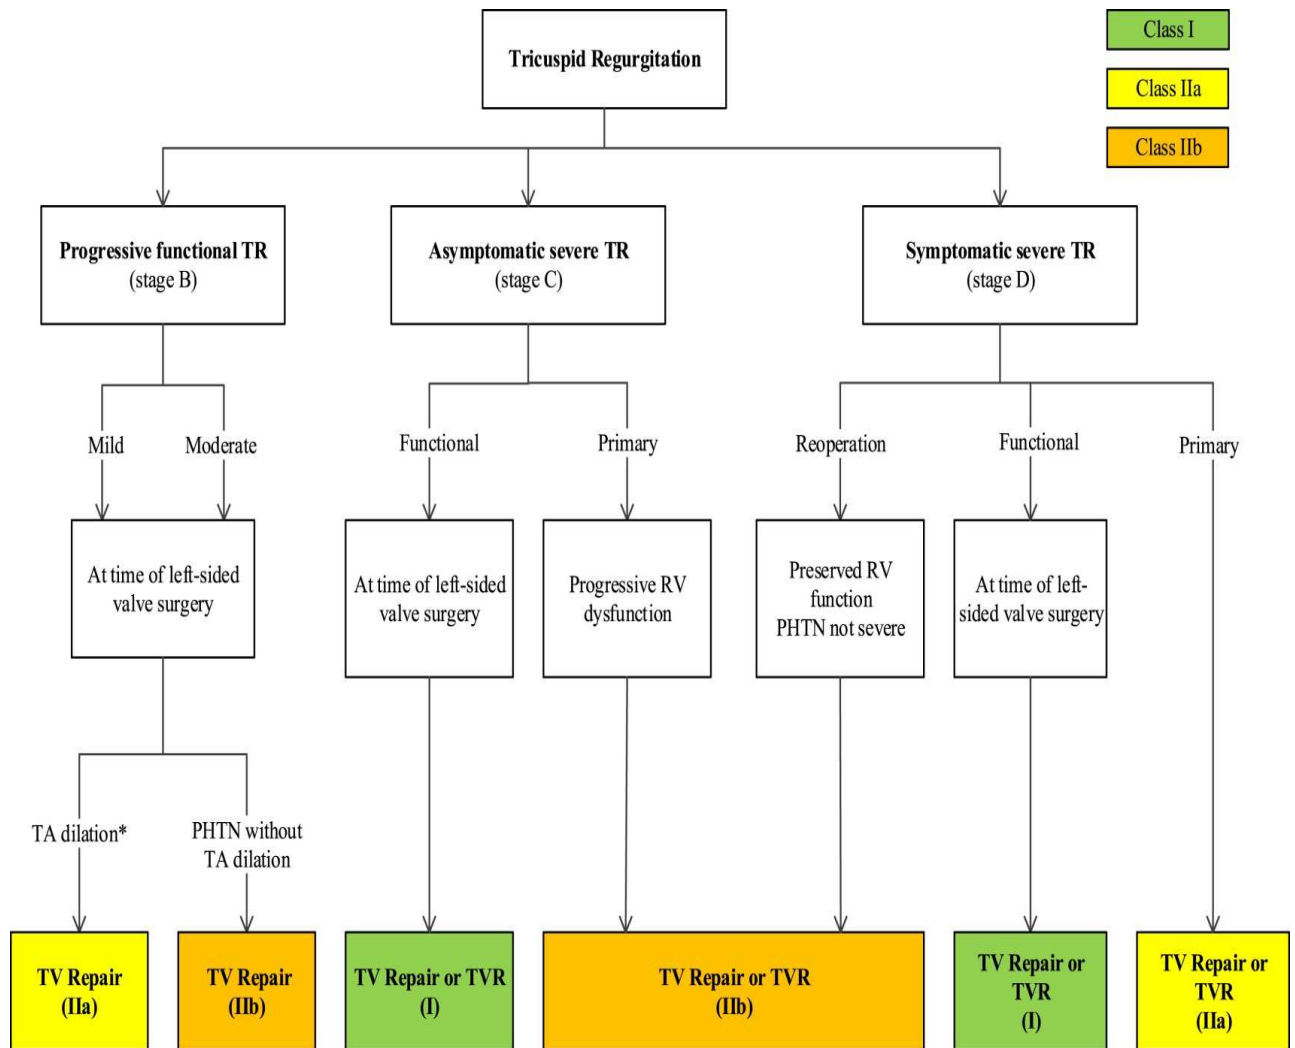 Tricuspid Regurgitation
Class I
Class IIa
Class IIb
Progressive functional TR
(stage B)
Asymptomatic severe TR
(stage C)
Symptomatic severe TR
(stage D)
Mild
Moderate
Functional
Primary
Reoperation
Functional
Primary
At time of left-sided
valve surgery
At time of left-sided
valve surgery
Progressive RV
dysfunction
Preserved RV
function
PHTN not severe
At time of left-
sided valve surgery
TA dilation*
PHTN without
TA dilation
TV Repair
(IIa)
TV Repair
(IIb)
TV Repair or TVR
(I)
TV Repair or TVR
(IIb)
TV Repair or
TVR
(I)
TV Repair or
TVR
(IIa)